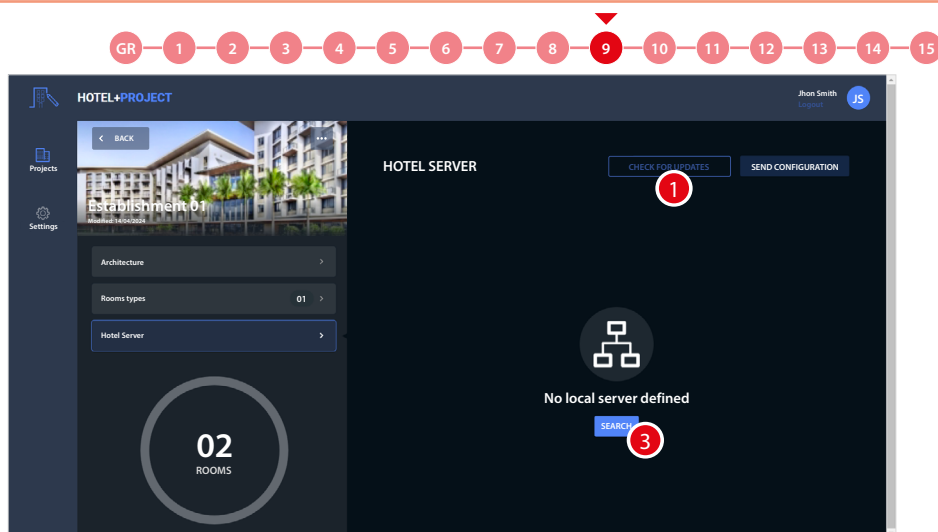 GR 1 2 3 4 5 6 7 8 9 10 11 12 13 14 15
HOTEL+PROJECT
Jhon Smith
Logout
JS
BACK
Projects
Settings
Establishment 01
Modified: 14/04/2024
Architecture
Rooms types 01
Hotel Server
02
ROOMS
HOTEL SERVER
CHECK FOR UPDATES
SEND CONFIGURATION
1
No local server defined
SEARCH
3